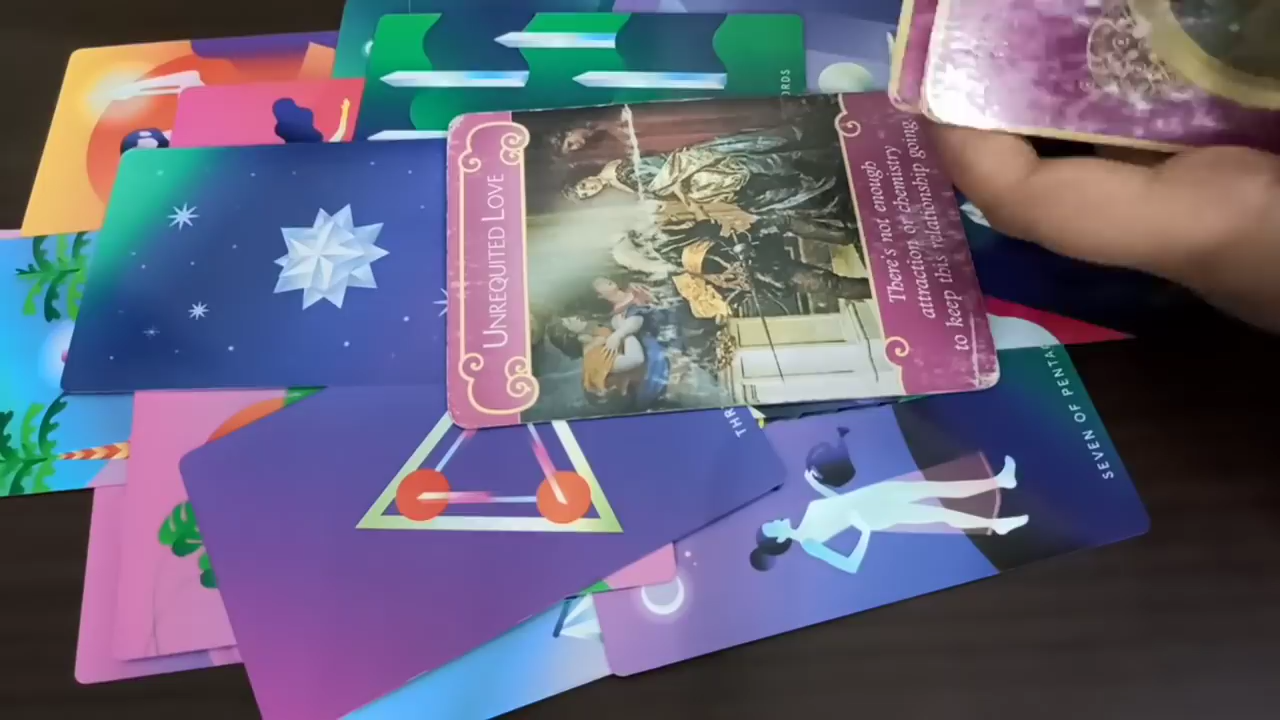 UNREQUITED LOVE
There's not enough
attraction or chemistry
to keep this relationship going.
SEVEN OF PENTA
THR
ORDS